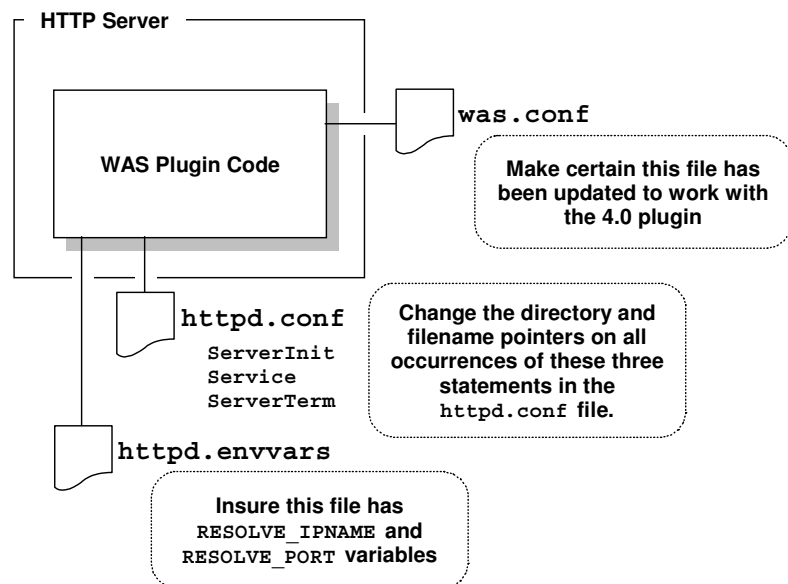 HTTP Server
WAS Plugin Code
was.conf
Make certain this file has
been updated to work with
the 4.0 plugin
httpd.conf
ServerInit
Service
ServerTerm
Change the directory and
filename pointers on all
occurrences of these three
statements in the
httpd.conf file.
httpd.envvars
Insure this file has
RESOLVE_IPNAME and
RESOLVE_PORT variables